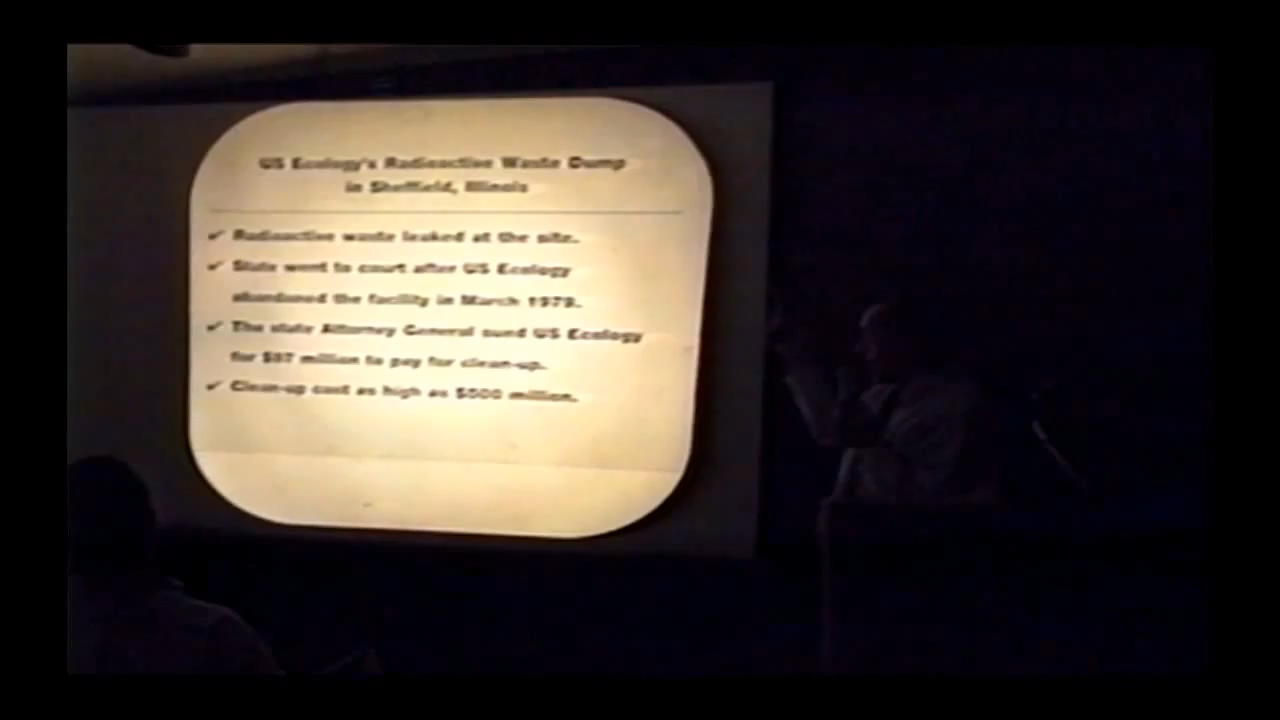 US Ecology's Radioactive Waste Dump
in Sheffield, Illinois
✔ Radioactive waste leaked at the site.
✔ State went to court after US Ecology
abandoned the facility in March 1979.
✔ The state Attorney General sued US Ecology
for $97 million to pay for clean-up.
✔ Clean-up cost as high as $500 million.